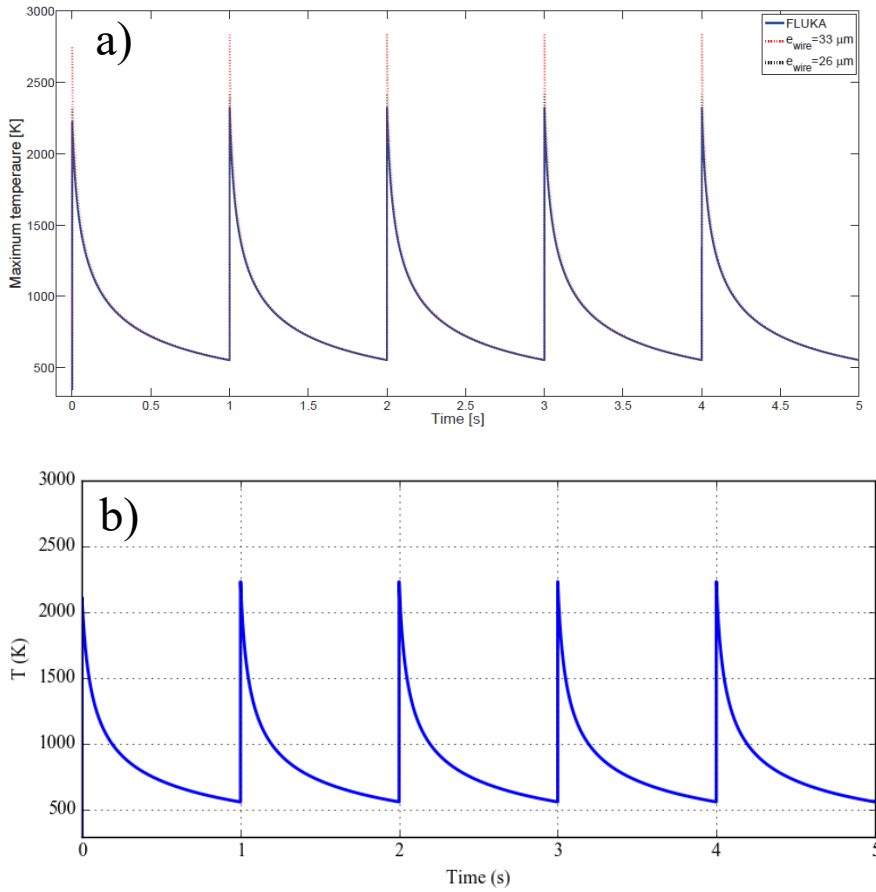 a)
FLUKA
e_wire=33 μm
e_wire=26 μm
3000
2500
2000
1500
1000
500
Maximum temperaure [K]
0 0.5 1 1.5 2 2.5 3 3.5 4 4.5 5
Time [s]
b)
3000
2500
2000
1500
1000
500
T (K)
0 1 2 3 4 5
Time (s)